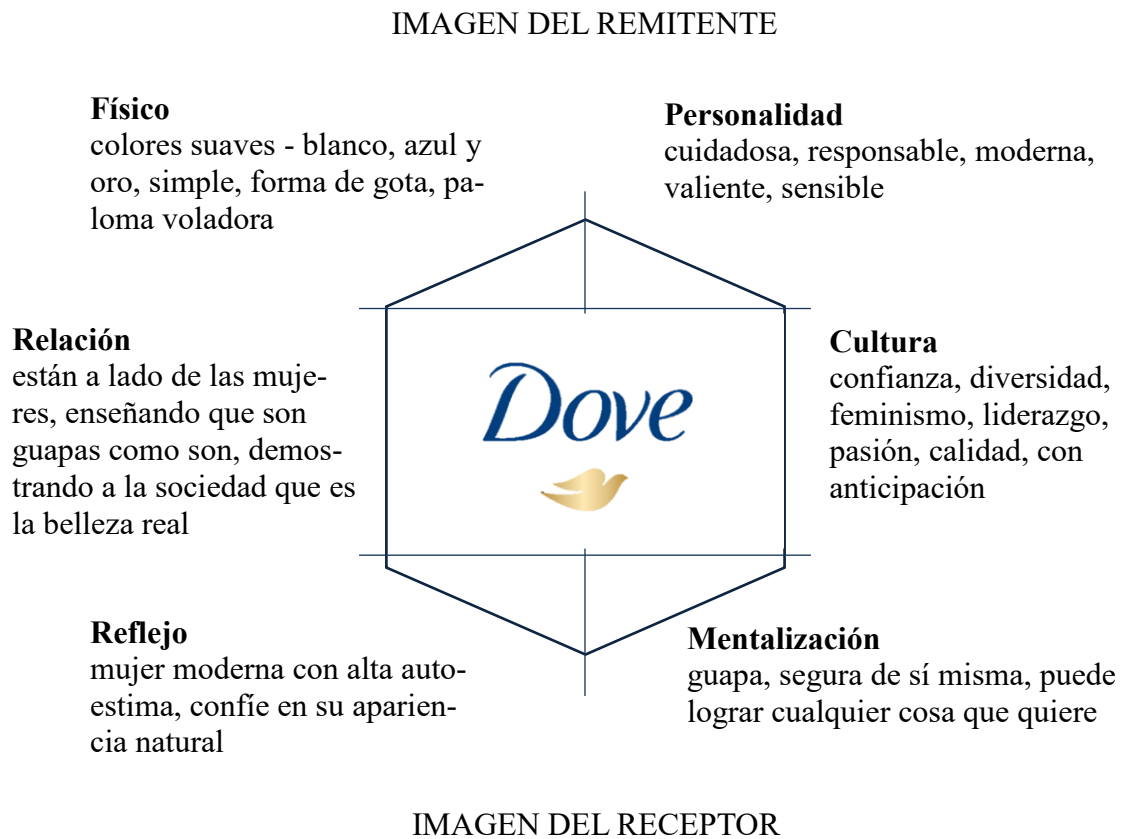 IMAGEN DEL REMITENTE
Físico
colores suaves - blanco, azul y
oro, simple, forma de gota, pa-
loma voladora
Personalidad
cuidadosa, responsable, moderna,
valiente, sensible
Relación
están a lado de las muje-
res, enseñando que son
guapas como son, demos-
trando a la sociedad que es
la belleza real
Dove
Cultura
confianza, diversidad,
feminismo, liderazgo,
pasión, calidad, con
anticipación
Reflejo
mujer moderna con alta auto-
estima, confíe en su aparien-
cia natural
Mentalización
guapa, segura de sí misma, puede
lograr cualquier cosa que quiere
IMAGEN DEL RECEPTOR